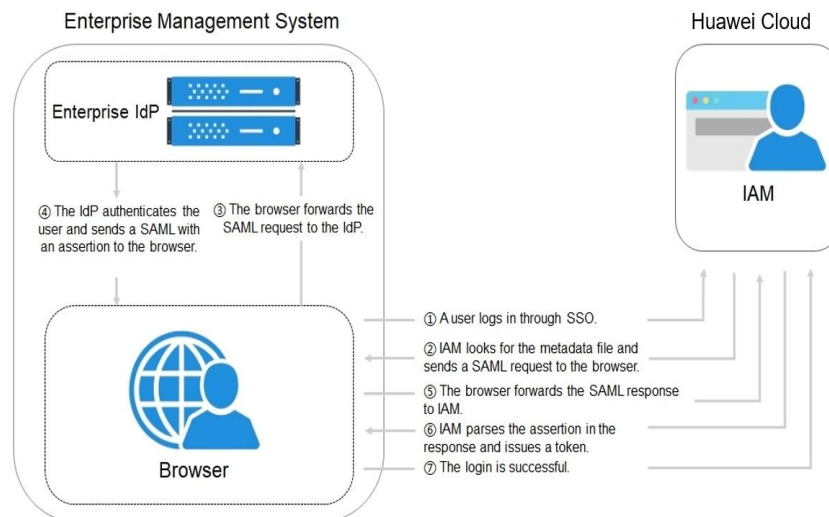 Enterprise Management System
Huawei Cloud
Enterprise IdP
IAM
④ The IdP authenticates the
user and sends a SAML with
an assertion to the browser.
③ The browser forwards the
SAML request to the IdP.
① A user logs in through SSO.
② IAM looks for the metadata file and
sends a SAML request to the browser.
⑤ The browser forwards the SAML response
to IAM.
⑥ IAM parses the assertion in the
response and issues a token.
⑦ The login is successful.
Browser